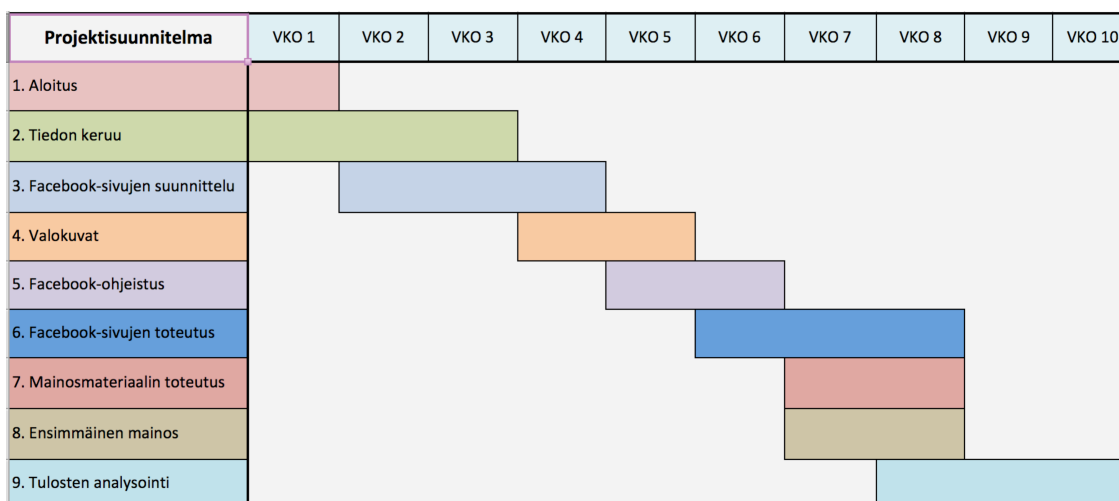 Projektisuunnitelma VKO 1 VKO 2 VKO 3 VKO 4 VKO 5 VKO 6 VKO 7 VKO 8 VKO 9 VKO 10
1. Aloitus
2. Tiedon keruu
3. Facebook-sivujen suunnittelu
4. Valokuvat
5. Facebook-ohjeistus
6. Facebook-sivujen toteutus
7. Mainosmateriaalin toteutus
8. Ensimmäinen mainos
9. Tulosten analysointi